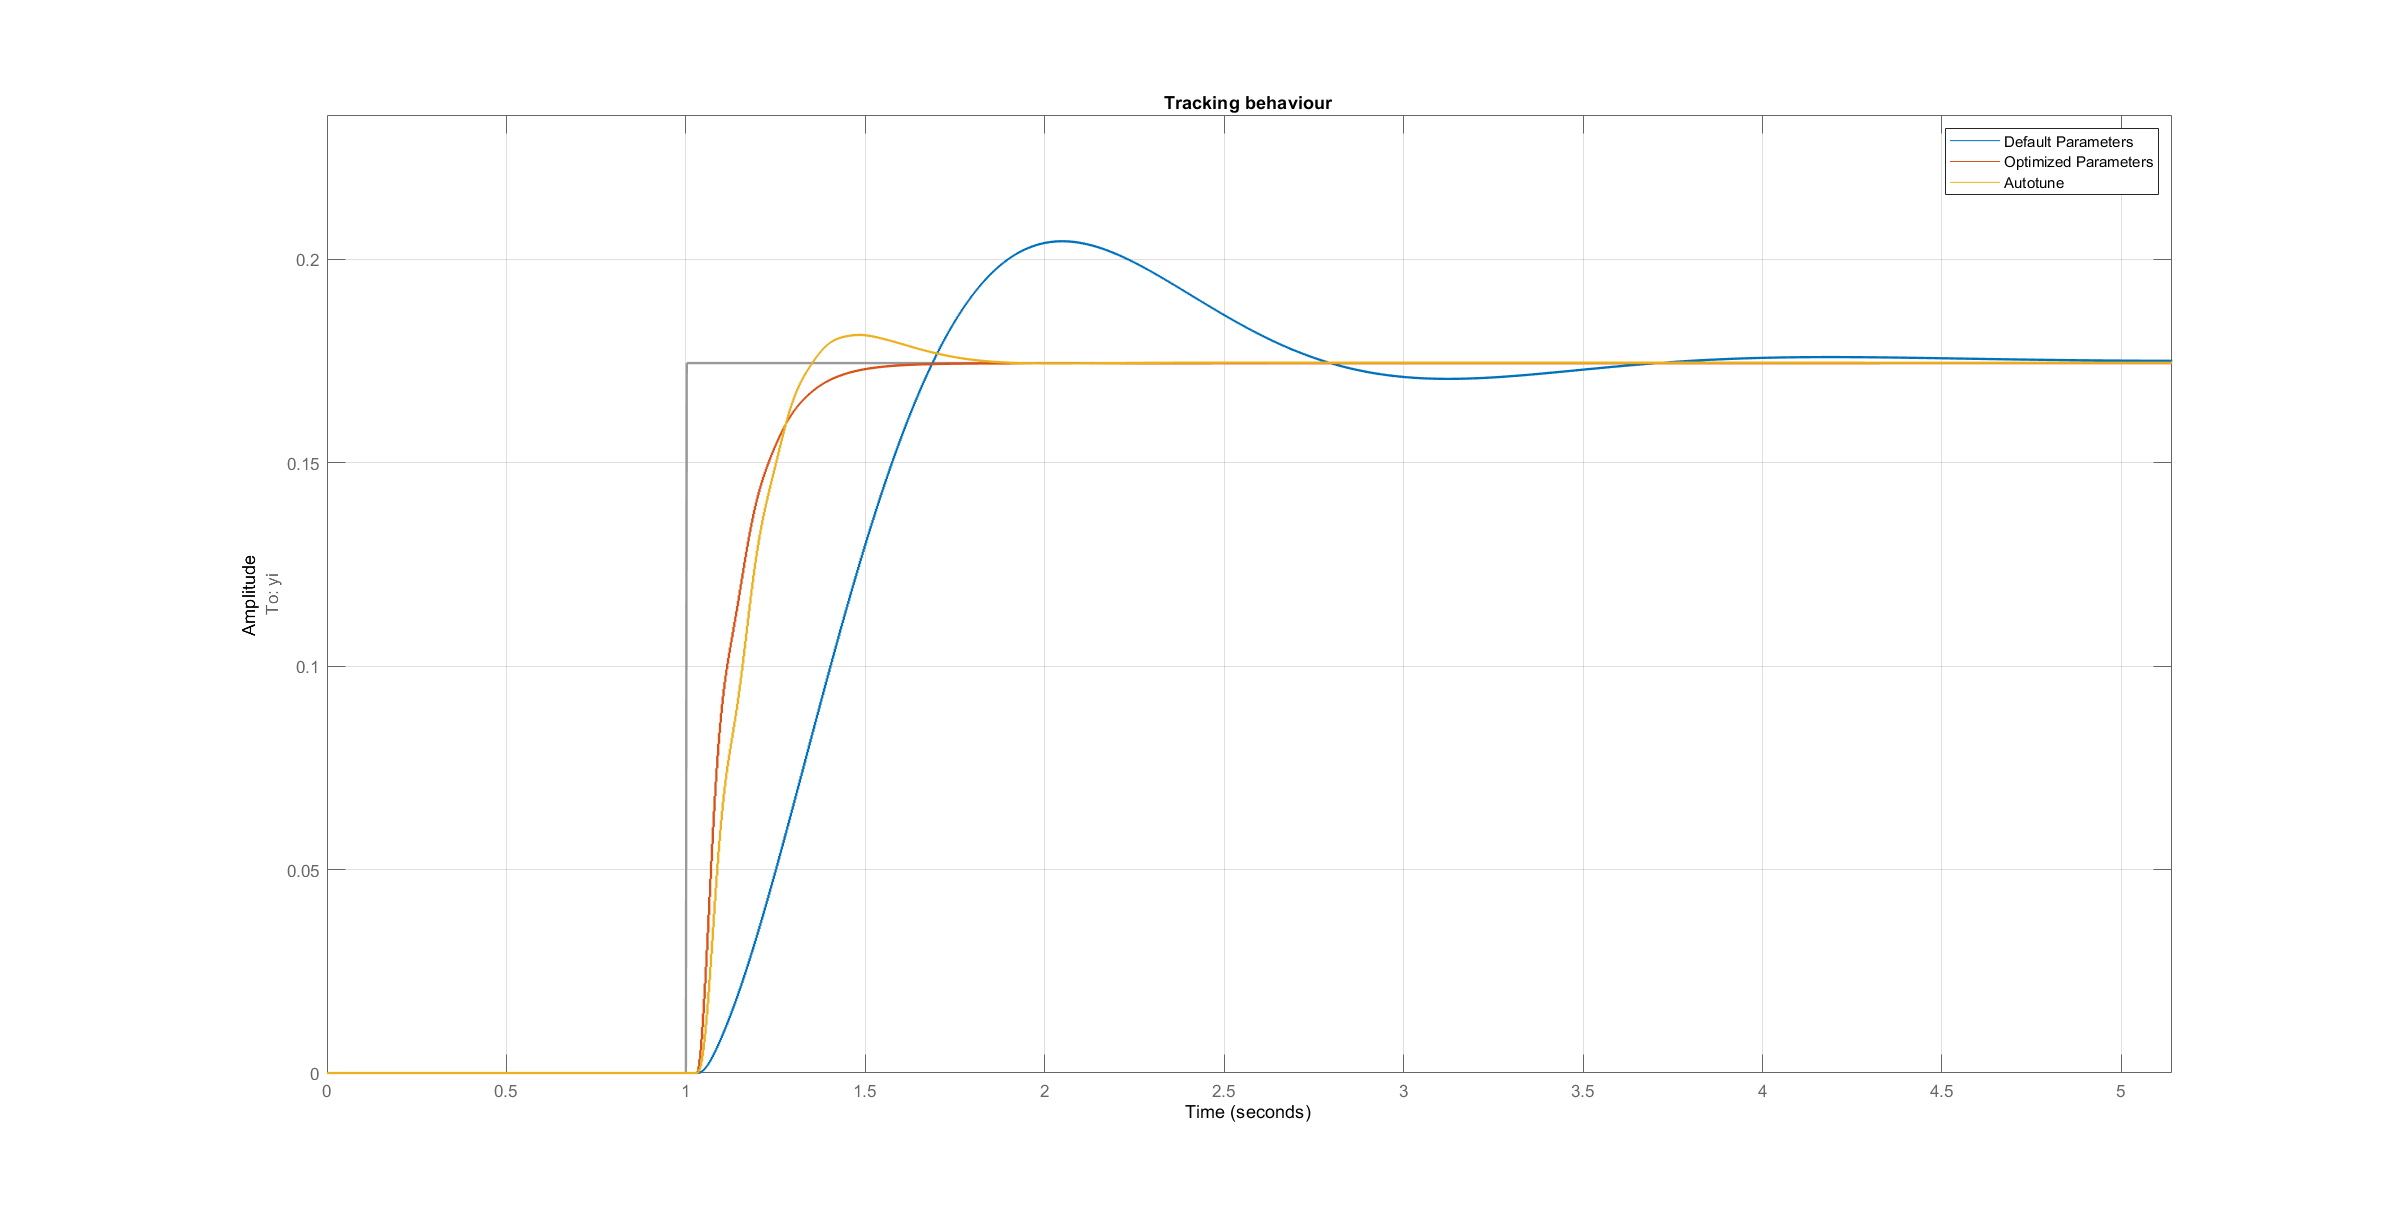 Tracking behaviour
Default Parameters
Optimized Parameters
Autotune
0.2
0.15
0.1
0.05
0
Amplitude
To: yi
0 0.5 1 1.5 2 2.5 3 3.5 4 4.5 5
Time (seconds)